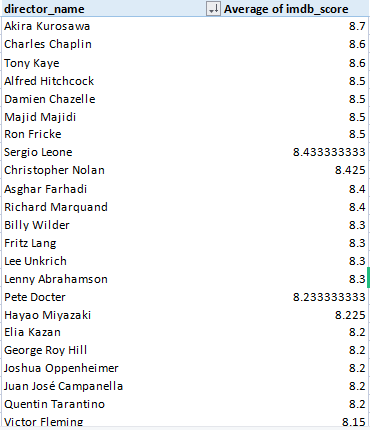 director_name Average of imdb_score
Akira Kurosawa 8.7
Charles Chaplin 8.6
Tony Kaye 8.6
Alfred Hitchcock 8.5
Damien Chazelle 8.5
Majid Majidi 8.5
Ron Fricke 8.5
Sergio Leone 8.433333333
Christopher Nolan 8.425
Asghar Farhadi 8.4
Richard Marquand 8.4
Billy Wilder 8.3
Fritz Lang 8.3
Lee Unkrich 8.3
Lenny Abrahamson 8.3
Pete Docter 8.233333333
Hayao Miyazaki 8.225
Elia Kazan 8.2
George Roy Hill 8.2
Joshua Oppenheimer 8.2
Juan José Campanella 8.2
Quentin Tarantino 8.2
Victor Fleming 8.15